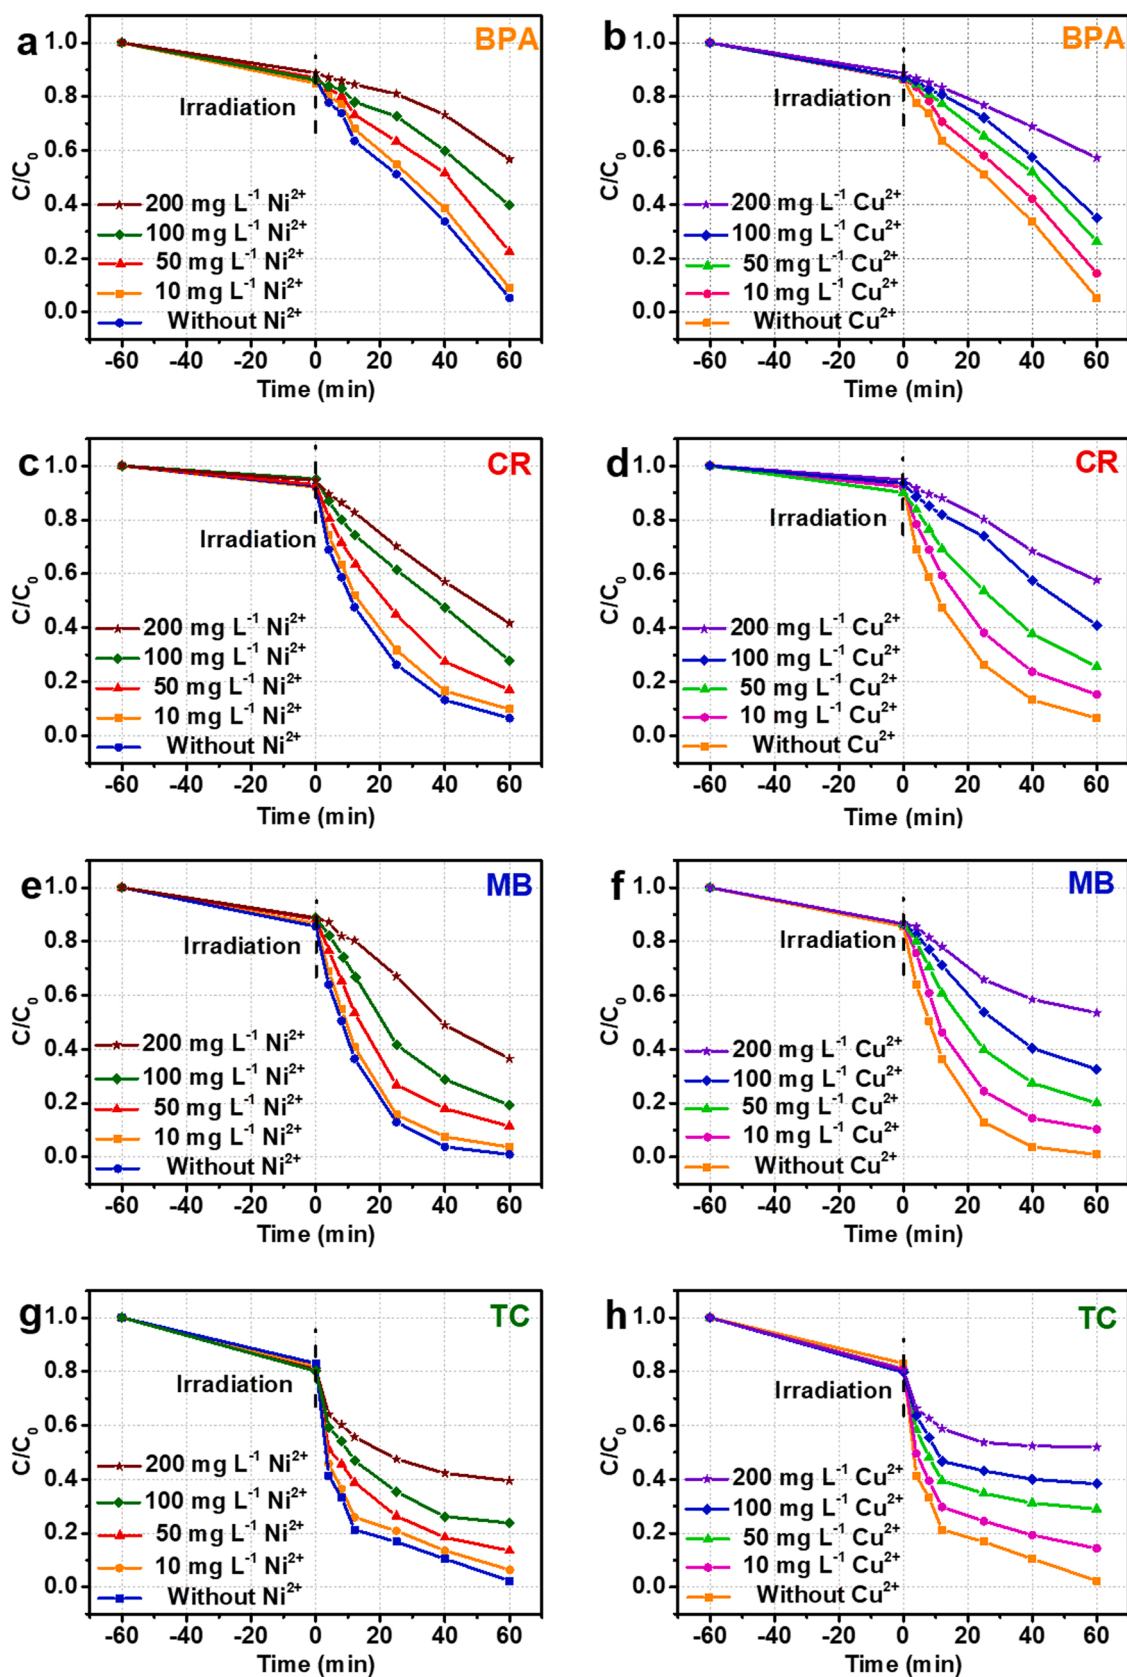 a
BPA
1.0
0.8
0.6
0.4
0.2
0.0
C/C0
Irradiation
200 mg L-1 Ni2+
100 mg L-1 Ni2+
50 mg L-1 Ni2+
10 mg L-1 Ni2+
Without Ni2+
-60 -40 -20 0 20 40 60
Time (min)
b
BPA
1.0
0.8
0.6
0.4
0.2
0.0
C/C0
Irradiation
200 mg L-1 Cu2+
100 mg L-1 Cu2+
50 mg L-1 Cu2+
10 mg L-1 Cu2+
Without Cu2+
-60 -40 -20 0 20 40 60
Time (min)
c
CR
1.0
0.8
0.6
0.4
0.2
0.0
C/C0
Irradiation
200 mg L-1 Ni2+
100 mg L-1 Ni2+
50 mg L-1 Ni2+
10 mg L-1 Ni2+
Without Ni2+
-60 -40 -20 0 20 40 60
Time (min)
d
CR
1.0
0.8
0.6
0.4
0.2
0.0
C/C0
Irradiation
200 mg L-1 Cu2+
100 mg L-1 Cu2+
50 mg L-1 Cu2+
10 mg L-1 Cu2+
Without Cu2+
-60 -40 -20 0 20 40 60
Time (min)
e
MB
1.0
0.8
0.6
0.4
0.2
0.0
C/C0
Irradiation
200 mg L-1 Ni2+
100 mg L-1 Ni2+
50 mg L-1 Ni2+
10 mg L-1 Ni2+
Without Ni2+
-60 -40 -20 0 20 40 60
Time (min)
f
MB
1.0
0.8
0.6
0.4
0.2
0.0
C/C0
Irradiation
200 mg L-1 Cu2+
100 mg L-1 Cu2+
50 mg L-1 Cu2+
10 mg L-1 Cu2+
Without Cu2+
-60 -40 -20 0 20 40 60
Time (min)
g
TC
1.0
0.8
0.6
0.4
0.2
0.0
C/C0
Irradiation
200 mg L-1 Ni2+
100 mg L-1 Ni2+
50 mg L-1 Ni2+
10 mg L-1 Ni2+
Without Ni2+
-60 -40 -20 0 20 40 60
Time (min)
h
TC
1.0
0.8
0.6
0.4
0.2
0.0
C/C0
Irradiation
200 mg L-1 Cu2+
100 mg L-1 Cu2+
50 mg L-1 Cu2+
10 mg L-1 Cu2+
Without Cu2+
-60 -40 -20 0 20 40 60
Time (min)